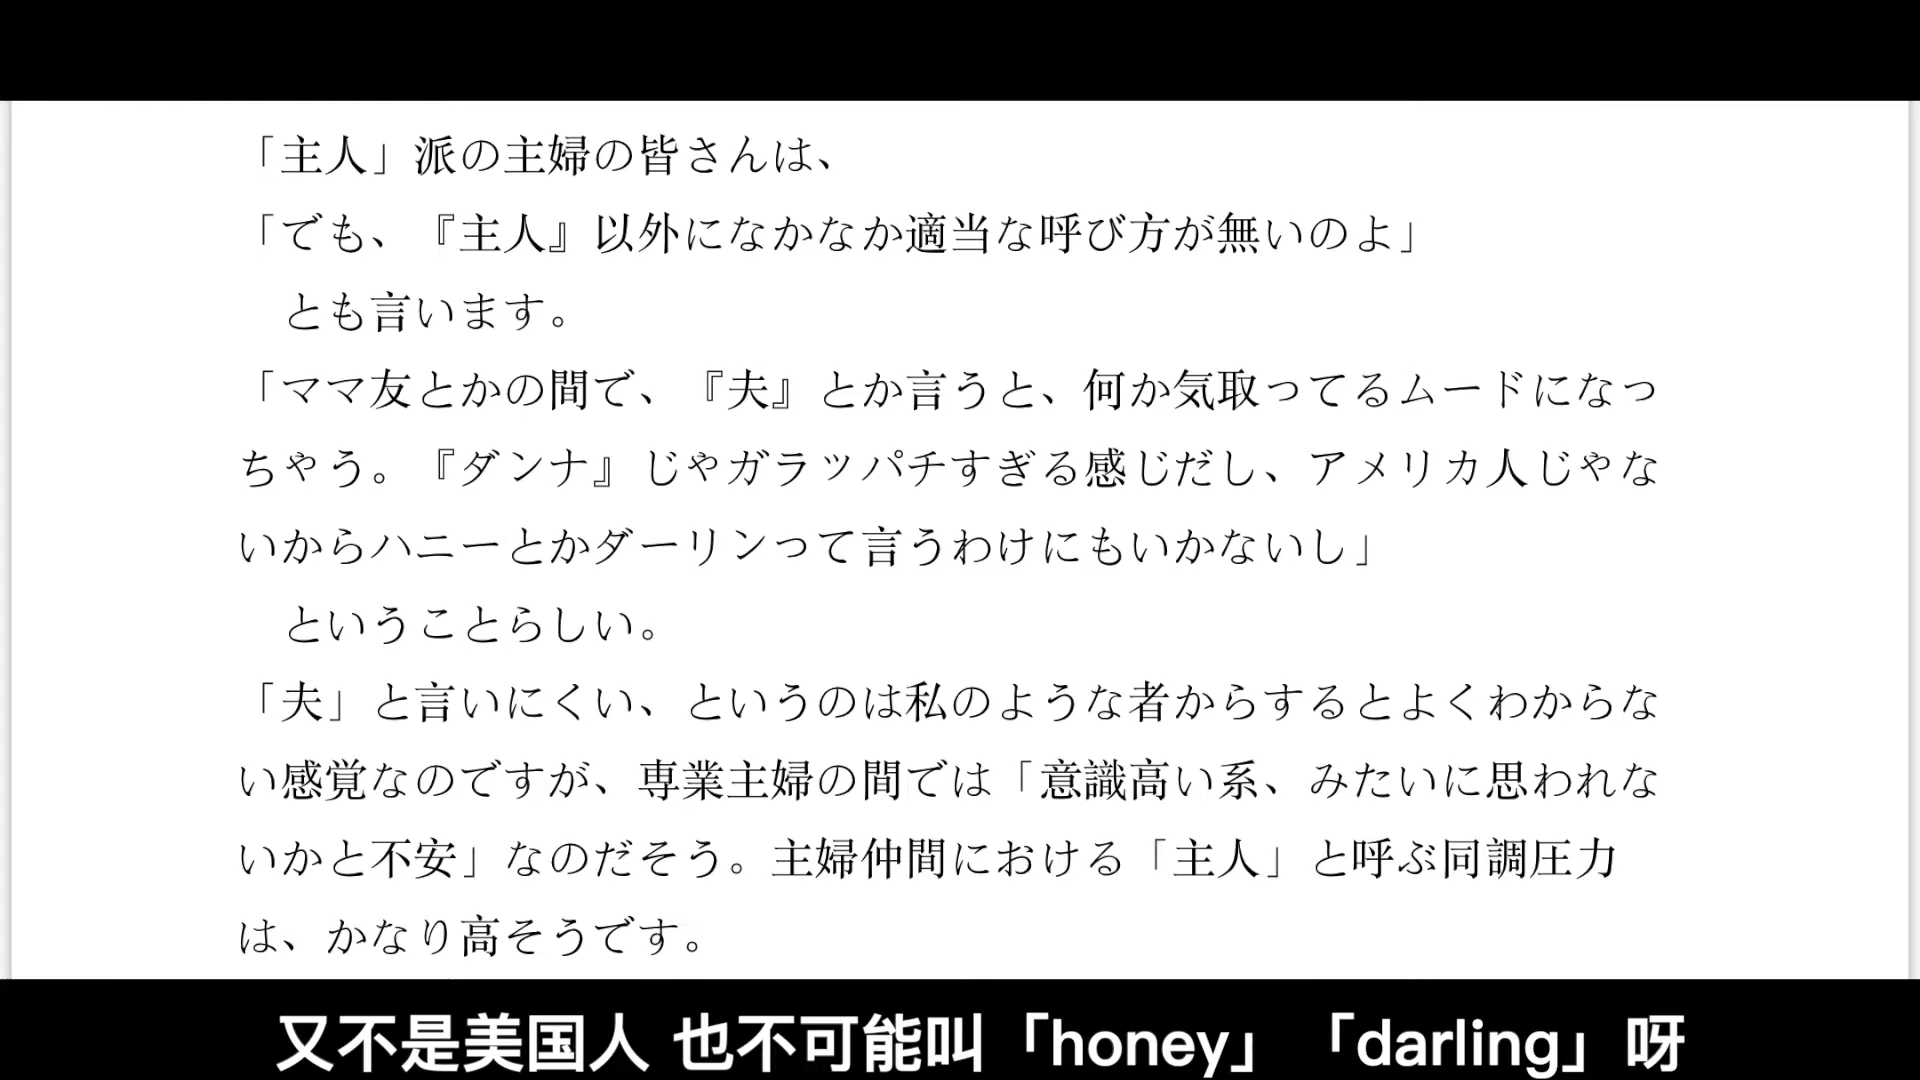 「主人」派の主婦の皆さんは、
「でも、『主人』以外になかなか適当な呼び方が無いのよ」
　とも言います。
「ママ友とかの間で、『夫』とか言うと、何か気取ってるムードになっ
ちゃう。『ダンナ』じゃガラッパチすぎる感じだし、アメリカ人じゃな
いからハニーとかダーリンって言うわけにもいかないし」
　ということらしい。
「夫」と言いにくい、というのは私のような者からするとよくわからな
い感覚なのですが、専業主婦の間では「意識高い系、みたいに思われな
いかと不安」なのだそう。主婦仲間における「主人」と呼ぶ同調圧力
は、かなり高そうです。
又不是美国人 也不可能叫「honey」「darling」呀